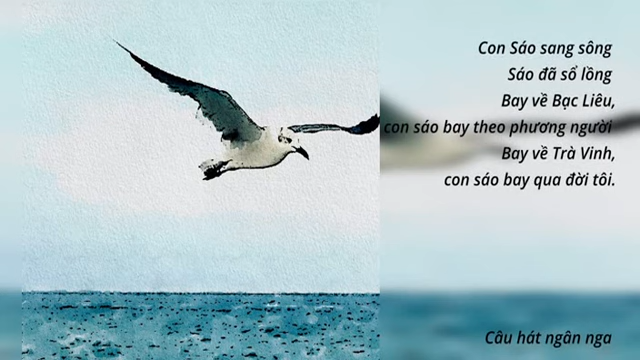 Con Sáo sang sông
Sáo đã sổ lồng
Bay về Bạc Liêu,
con sáo bay theo phương người
Bay về Trà Vinh,
con sáo bay qua đời tôi.
Câu hát ngân nga